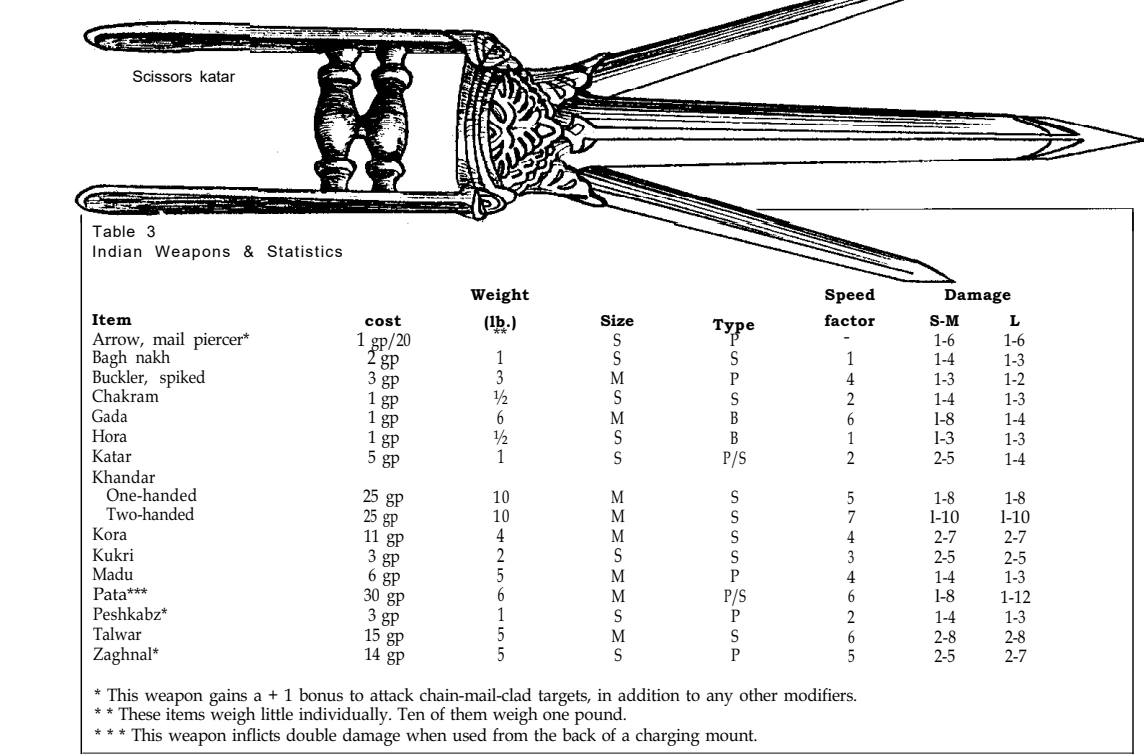 Scissors katar
Table 3
Indian Weapons & Statistics
Weight Speed Damage
Item cost (lb.) Size Type factor S-M L
Arrow, mail piercer* 1 gp/20 ** S P - 1-6 1-6
Bagh nakh 2 gp 1 S S 1 1-4 1-3
Buckler, spiked 3 gp 3 M P 4 1-3 1-2
Chakram 1 gp ½ S S 2 1-4 1-3
Gada 1 gp 6 M B 6 I-8 1-4
Hora 1 gp ½ S B 1 I-3 1-3
Katar 5 gp 1 S P/S 2 2-5 1-4
Khandar
One-handed 25 gp 10 M S 5 1-8 1-8
Two-handed 25 gp 10 M S 7 I-10 I-10
Kora 11 gp 4 M S 4 2-7 2-7
Kukri 3 gp 2 S S 3 2-5 2-5
Madu 6 gp 5 M P 4 1-4 1-3
Pata*** 30 gp 6 M P/S 6 I-8 1-12
Peshkabz* 3 gp 1 S P 2 1-4 1-3
Talwar 15 gp 5 M S 6 2-8 2-8
Zaghnal* 14 gp 5 S P 5 2-5 2-7
* This weapon gains a + 1 bonus to attack chain-mail-clad targets, in addition to any other modifiers.
* * These items weigh little individually. Ten of them weigh one pound.
* * * This weapon inflicts double damage when used from the back of a charging mount.